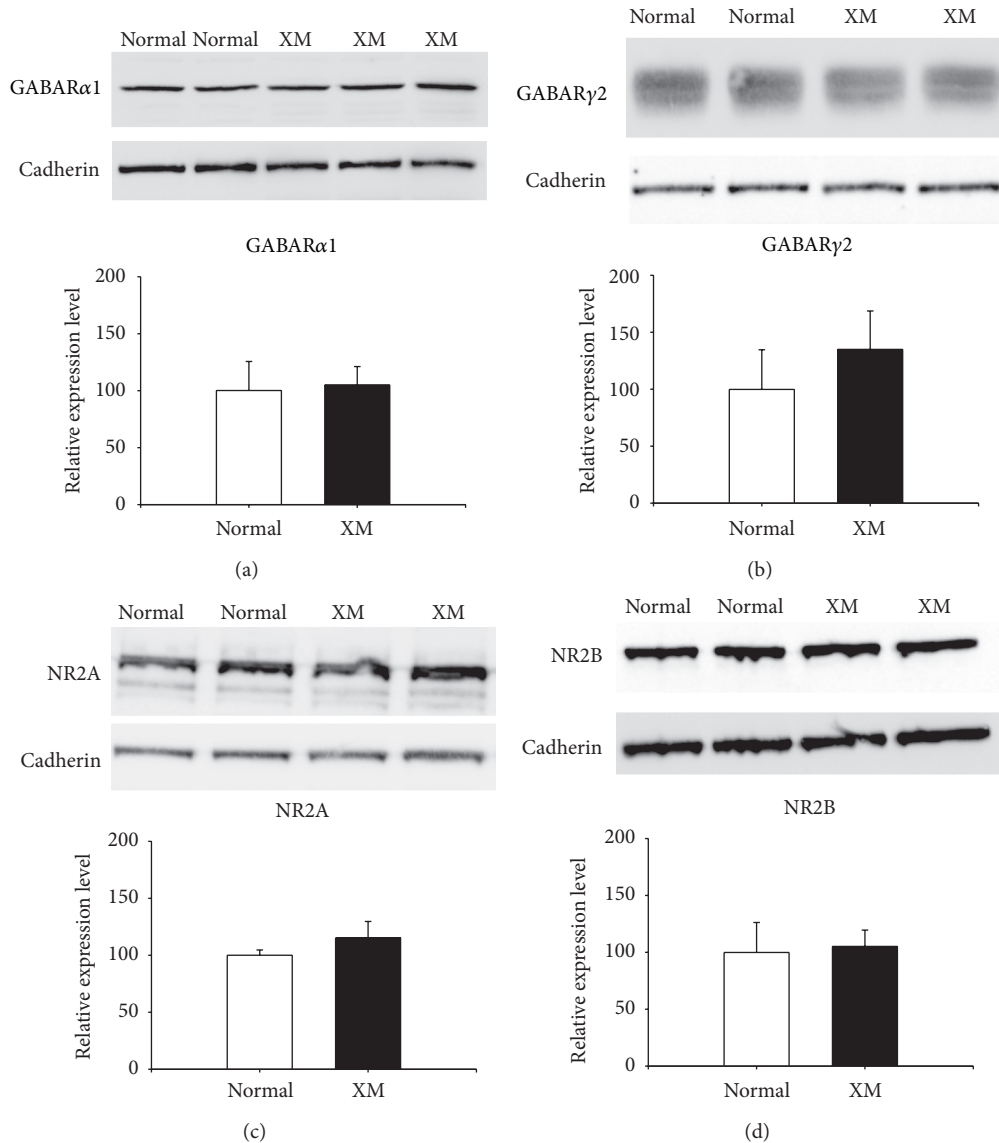 Normal Normal XM XM XM
GABARα1
Cadherin
GABARα1
Relative expression level
200
150
100
50
0
Normal XM
(a)
Normal Normal XM XM
GABARγ2
Cadherin
GABARγ2
Relative expression level
200
150
100
50
0
Normal XM
(b)
Normal Normal XM XM
NR2A
Cadherin
NR2A
Relative expression level
200
150
100
50
0
Normal XM
(c)
Normal Normal XM XM
NR2B
Cadherin
NR2B
Relative expression level
200
150
100
50
0
Normal XM
(d)